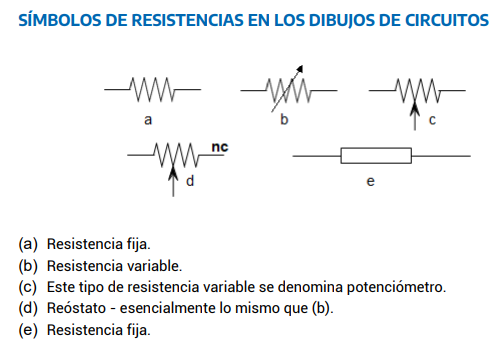 SÍMBOLOS DE RESISTENCIAS EN LOS DIBUJOS DE CIRCUITOS
a
b
c
nc
d
e
(a) Resistencia fija.
(b) Resistencia variable.
(c) Este tipo de resistencia variable se denomina potenciómetro.
(d) Reóstato - esencialmente lo mismo que (b).
(e) Resistencia fija.